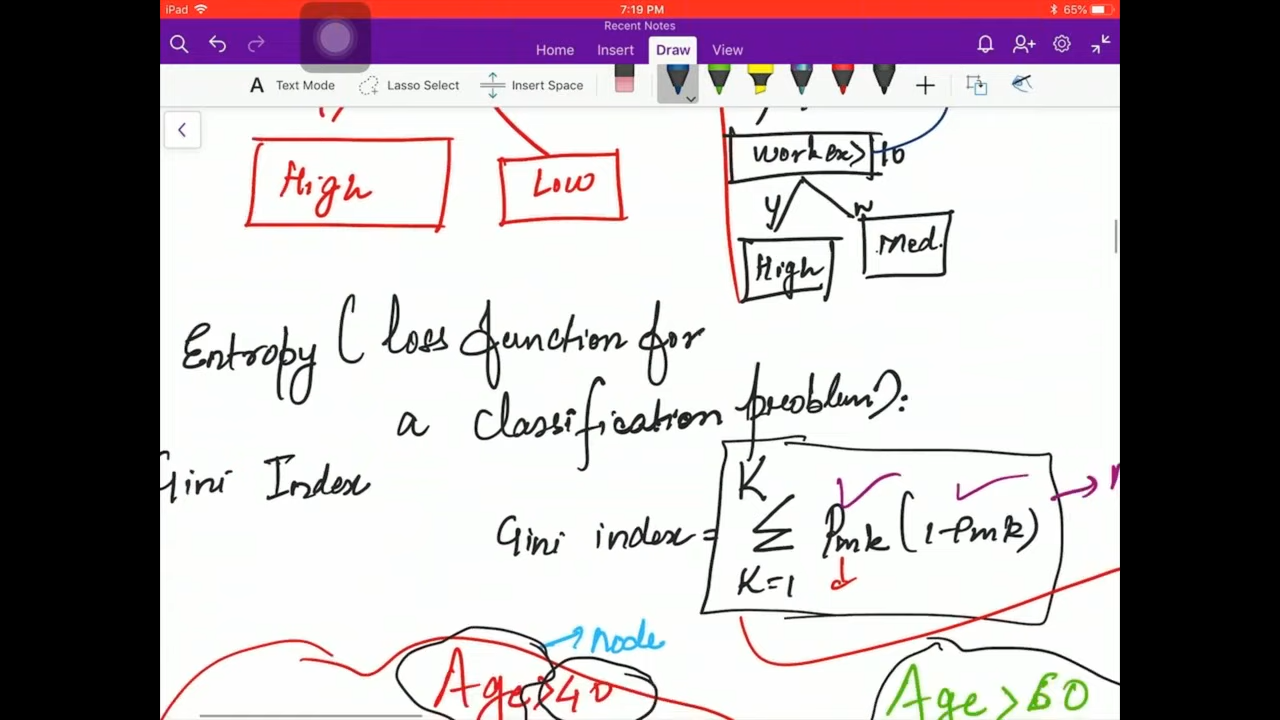 iPad 7:19 PM 65%
Recent Notes
Home Insert Draw View
A Text Mode Lasso Select Insert Space
High Low
Workex> 10
y N
High Med.
Entropy ( loss function for
a classification problem):
Gini Index
Gini index = K Σ K=1 Pmk (1-Pmk)
node
Age > 40
Age > 60